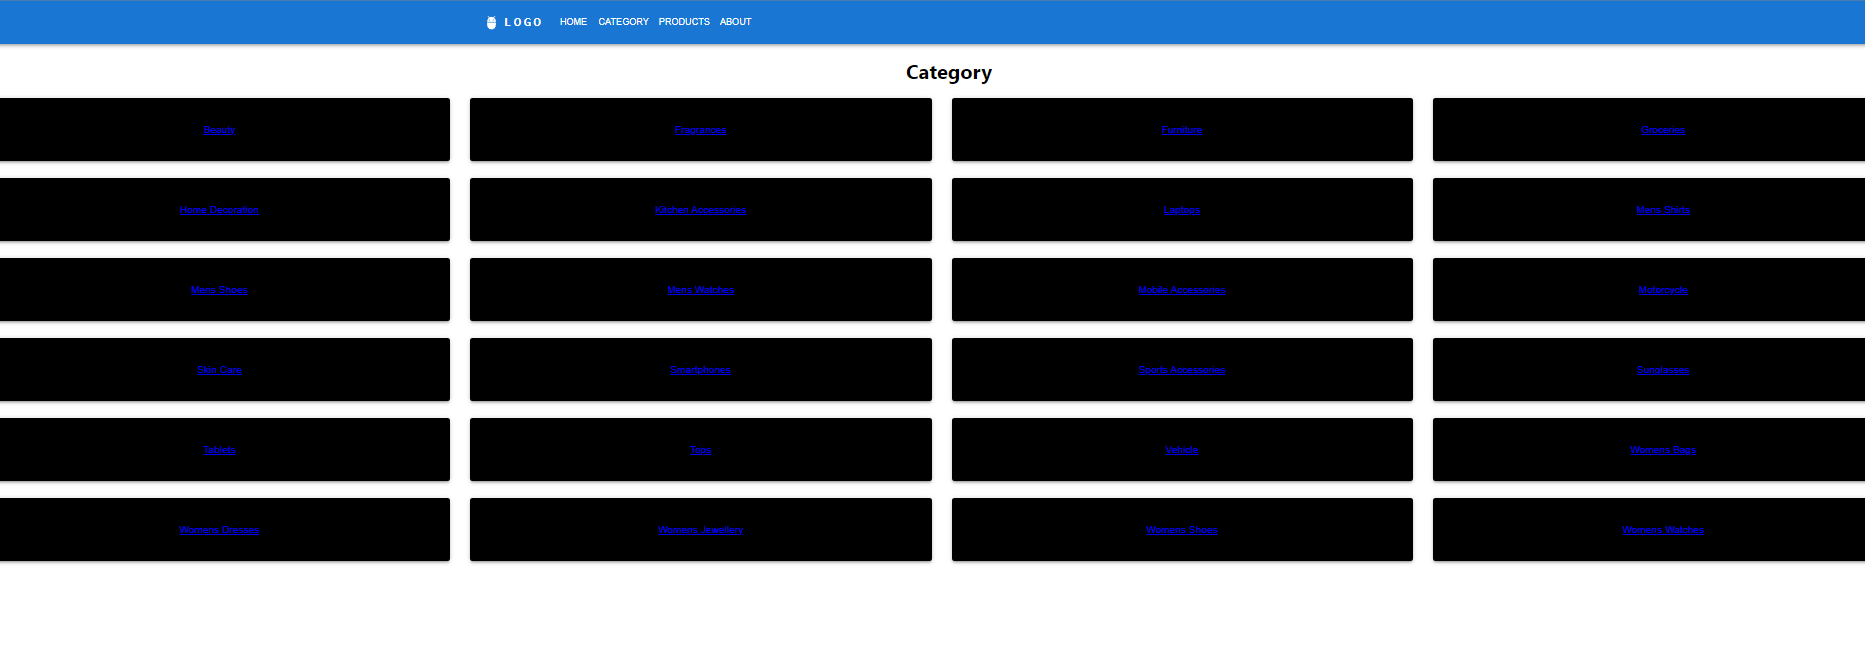 LOGO HOME CATEGORY PRODUCTS ABOUT
Category
Beauty Fragrances Furniture Groceries
Home Decoration Kitchen Accessories Laptops Mens Shirts
Mens Shoes Mens Watches Mobile Accessories Motorcycle
Skin Care Smartphones Sports Accessories Sunglasses
Tablets Tops Vehicle Womens Bags
Womens Dresses Womens Jewellery Womens Shoes Womens Watches